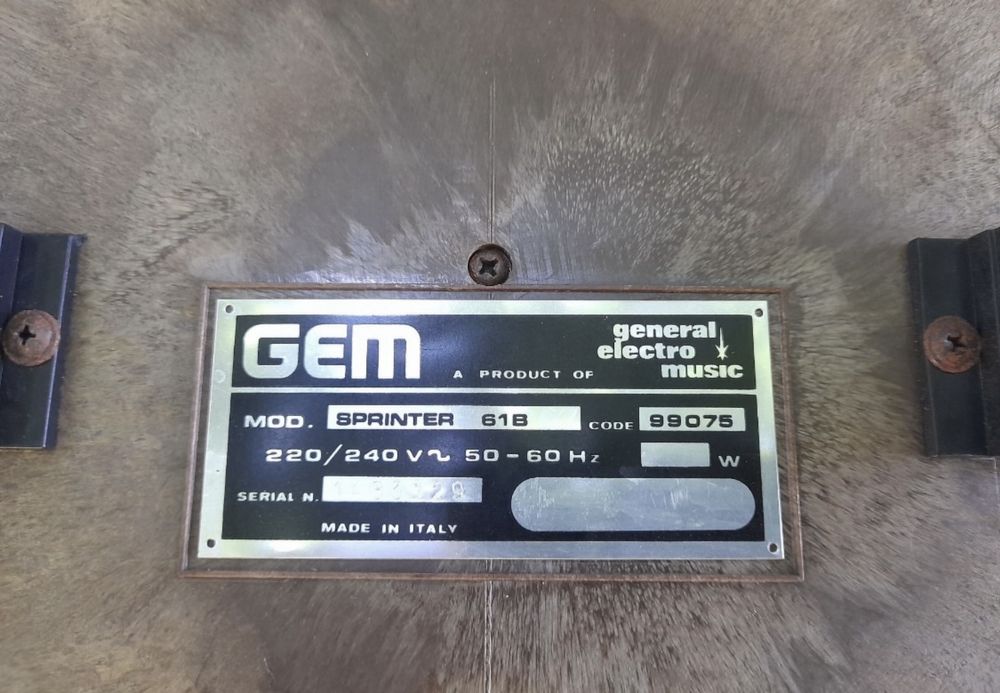 GEM
general
electro
music
A PRODUCT OF
MOD. SPRINTER 61B CODE 99075
220/240 V~ 50-60 Hz W
SERIAL N.
MADE IN ITALY